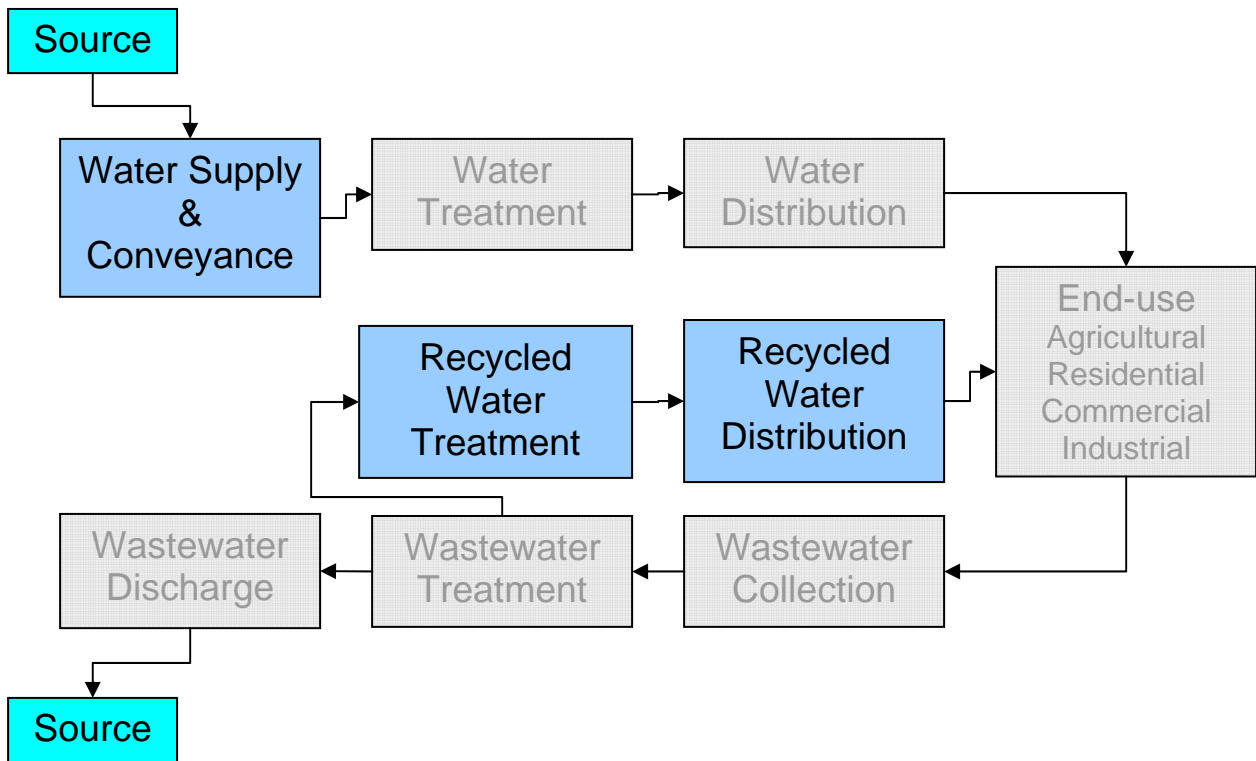 Source
Water Supply
&
Conveyance
Water
Treatment
Water
Distribution
End-use
Agricultural
Residential
Commercial
Industrial
Recycled
Water
Treatment
Recycled
Water
Distribution
Wastewater
Discharge
Wastewater
Treatment
Wastewater
Collection
Source